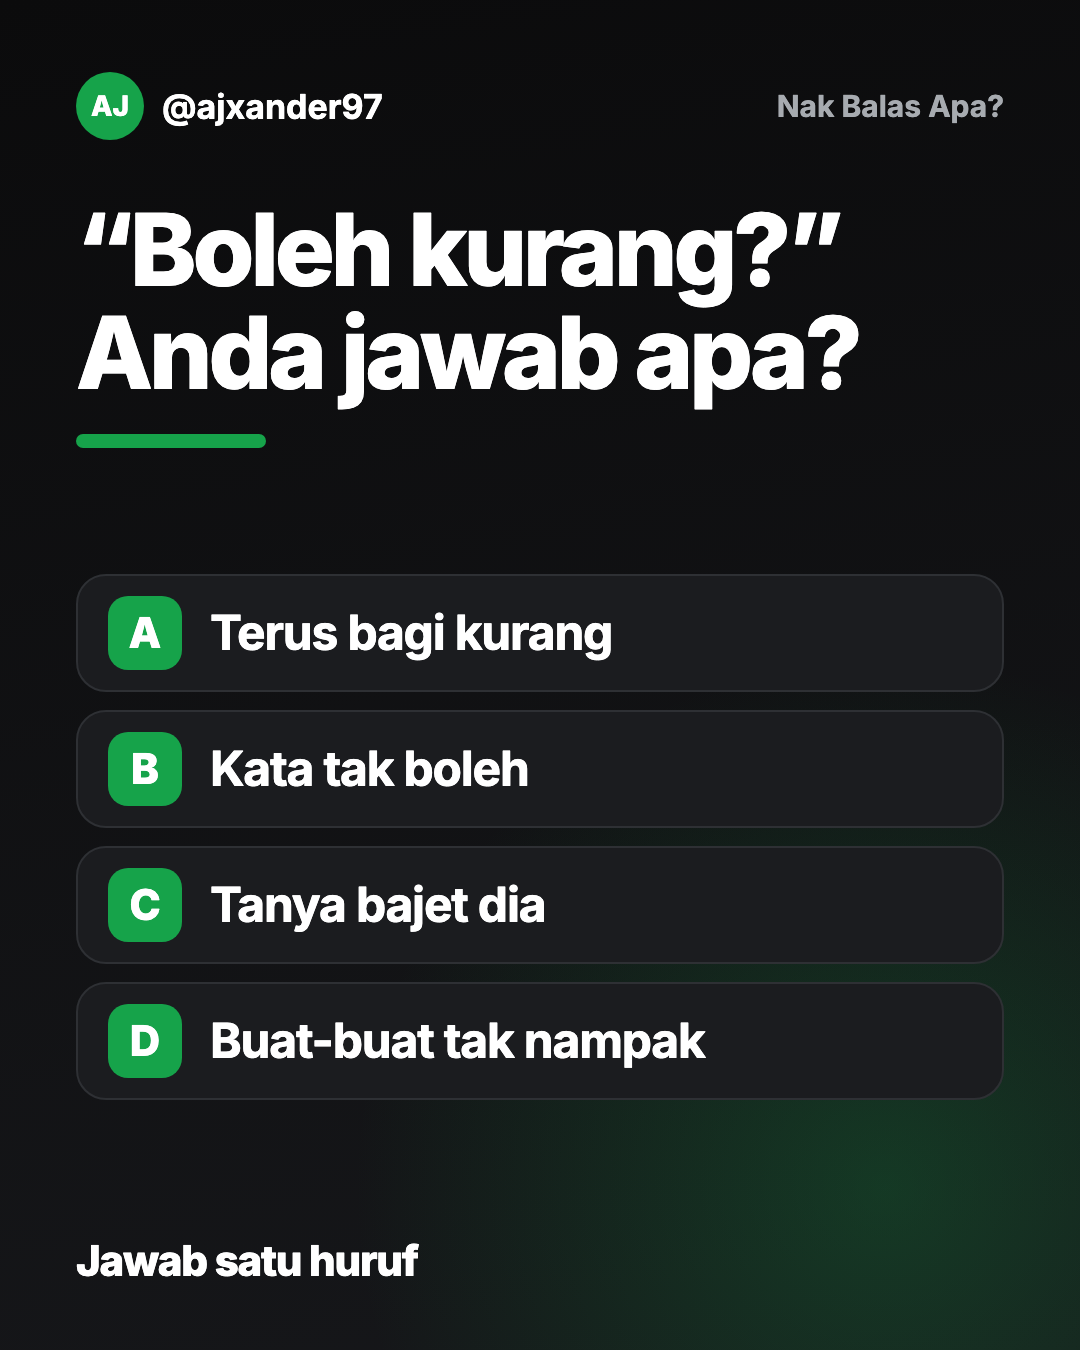 AJ @ajxander97
Nak Balas Apa?
“Boleh kurang?”
Anda jawab apa?
A Terus bagi kurang
B Kata tak boleh
C Tanya bajet dia
D Buat-buat tak nampak
Jawab satu huruf